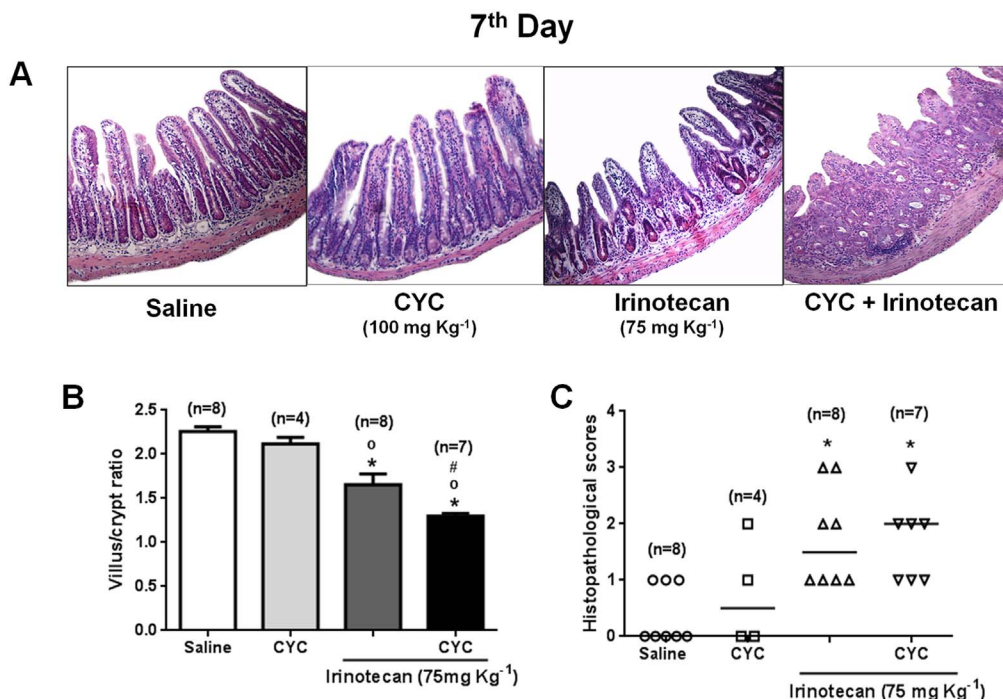 7th Day
A
Saline
CYC
(100 mg Kg-1)
Irinotecan
(75 mg Kg-1)
CYC + Irinotecan
B
Villus/crypt ratio
2.5
2.0
1.5
1.0
0.5
0.0
(n=8)
(n=4)
(n=8)
o
*
(n=7)
#
o
*
Saline
CYC
CYC
Irinotecan (75mg Kg-1)
C
Histopathological scores
4
3
2
1
0
(n=8)
(n=4)
(n=8)
*
(n=7)
*
Saline
CYC
CYC
Irinotecan (75 mg Kg-1)